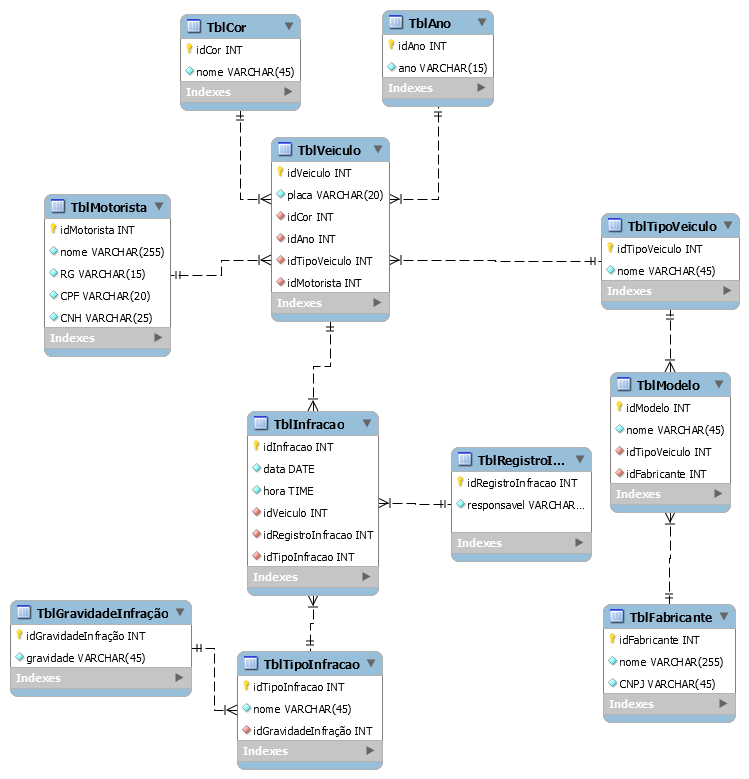 TblCor
idCor INT
nome VARCHAR(45)
Indexes
TblAno
idAno INT
ano VARCHAR(15)
Indexes
TblVeiculo
idVeiculo INT
placa VARCHAR(20)
idCor INT
idAno INT
idTipoVeiculo INT
idMotorista INT
Indexes
TblMotorista
idMotorista INT
nome VARCHAR(255)
RG VARCHAR(15)
CPF VARCHAR(20)
CNH VARCHAR(25)
Indexes
TblTipoVeiculo
idTipoVeiculo INT
nome VARCHAR(45)
Indexes
TblModelo
idModelo INT
nome VARCHAR(45)
idTipoVeiculo INT
idFabricante INT
Indexes
TblInfracao
idInfracao INT
data DATE
hora TIME
idVeiculo INT
idRegistroInfracao INT
idTipoInfracao INT
Indexes
TblRegistroI...
idRegistroInfracao INT
responsavel VARCHAR...
Indexes
TblGravidadeInfração
idGravidadeInfração INT
gravidade VARCHAR(45)
Indexes
TblTipoInfracao
idTipoInfracao INT
nome VARCHAR(45)
idGravidadeInfração INT
Indexes
TblFabricante
idFabricante INT
nome VARCHAR(255)
CNPJ VARCHAR(45)
Indexes